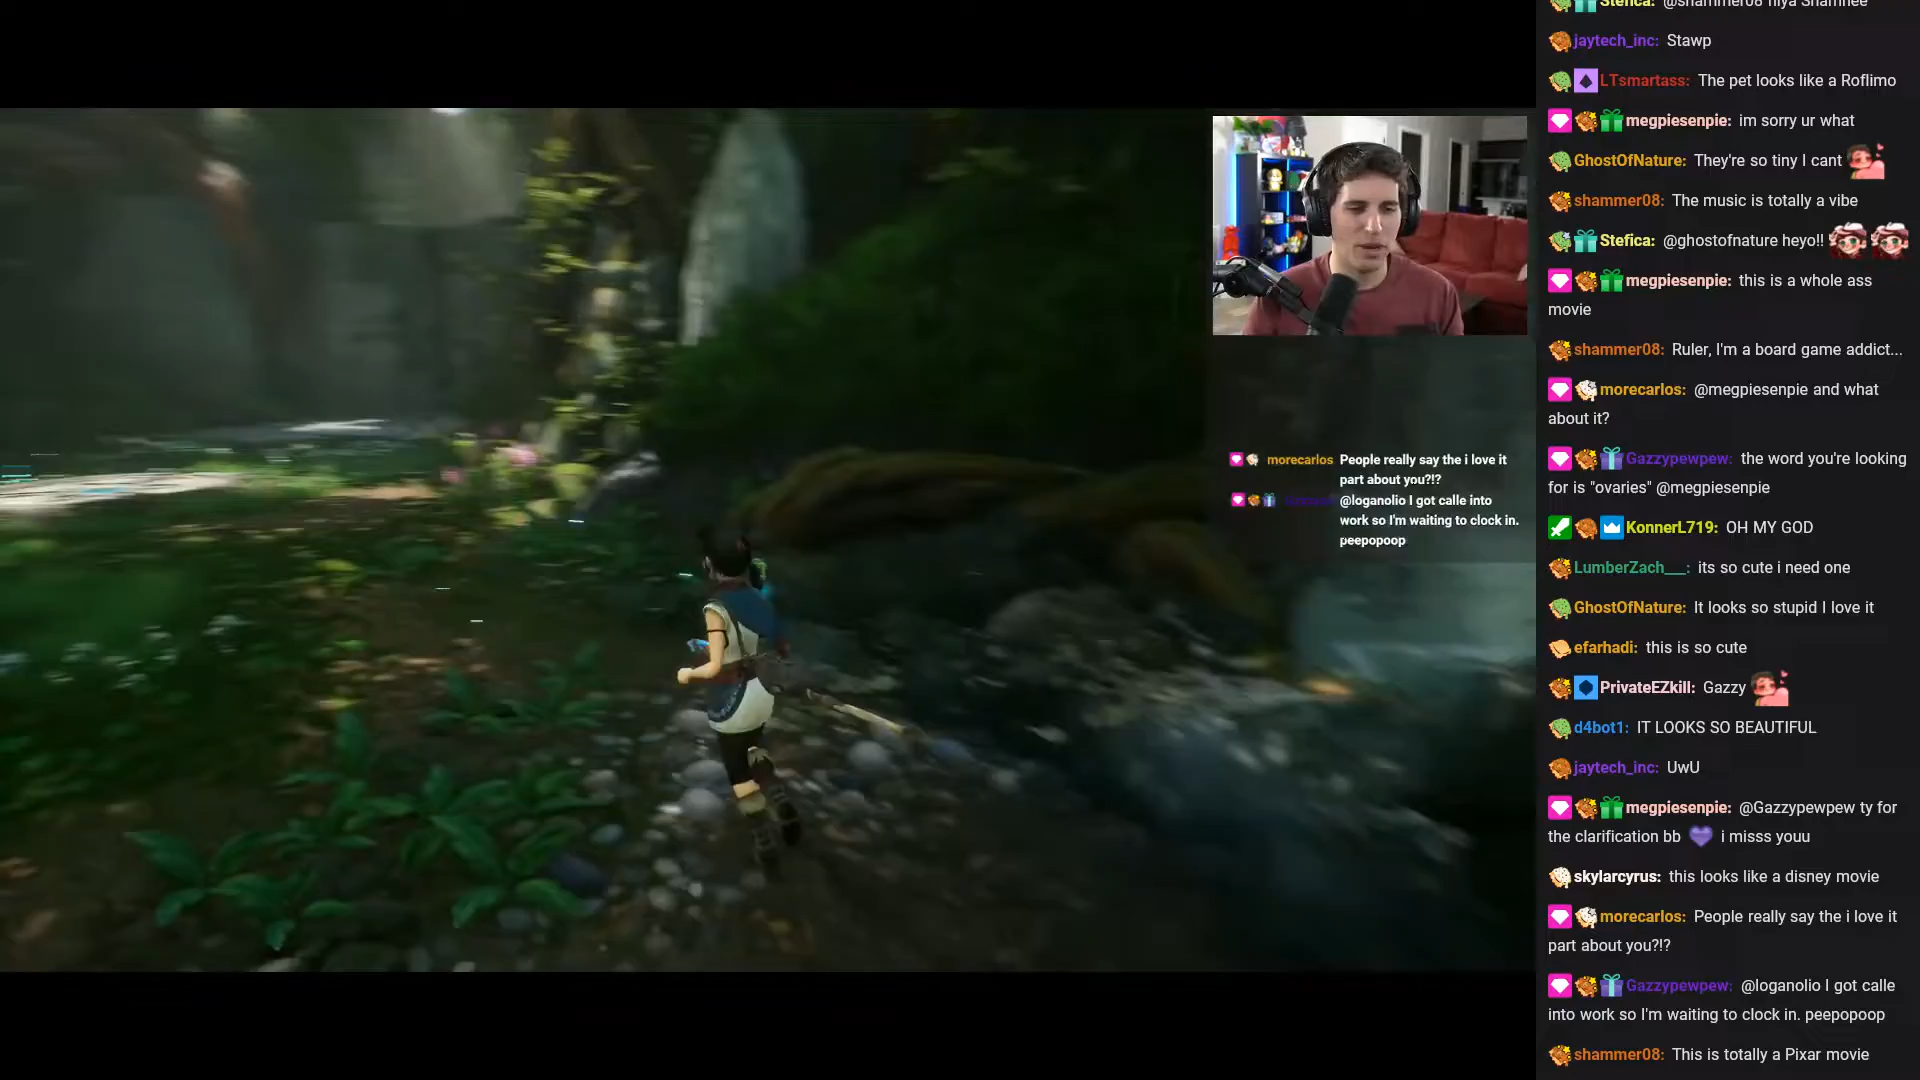 Stefica: @shammer08 hiya Shamhee
jaytech_inc: Stawp
LTsmartass: The pet looks like a Roflimo
megpiesenpie: im sorry ur what
GhostOfNature: They're so tiny I cant
shammer08: The music is totally a vibe
Stefica: @ghostofnature heyo!!
megpiesenpie: this is a whole ass
movie
shammer08: Ruler, I'm a board game addict...
morecarlos: @megpiesenpie and what
about it?
Gazzypewpew: the word you're looking
for is "ovaries" @megpiesenpie
KonnerL719: OH MY GOD
LumberZach___: its so cute i need one
GhostOfNature: It looks so stupid I love it
efarhadi: this is so cute
PrivateEZkill: Gazzy
d4bot1: IT LOOKS SO BEAUTIFUL
jaytech_inc: UwU
megpiesenpie: @Gazzypewpew ty for
the clarification bb i misss youu
skylarcyrus: this looks like a disney movie
morecarlos: People really say the i love it
part about you?!?
Gazzypewpew: @loganolio I got calle
into work so I'm waiting to clock in. peepopoop
shammer08: This is totally a Pixar movie
morecarlos People really say the i love it
part about you?!?
@loganolio I got calle into
work so I'm waiting to clock in.
peepopoop